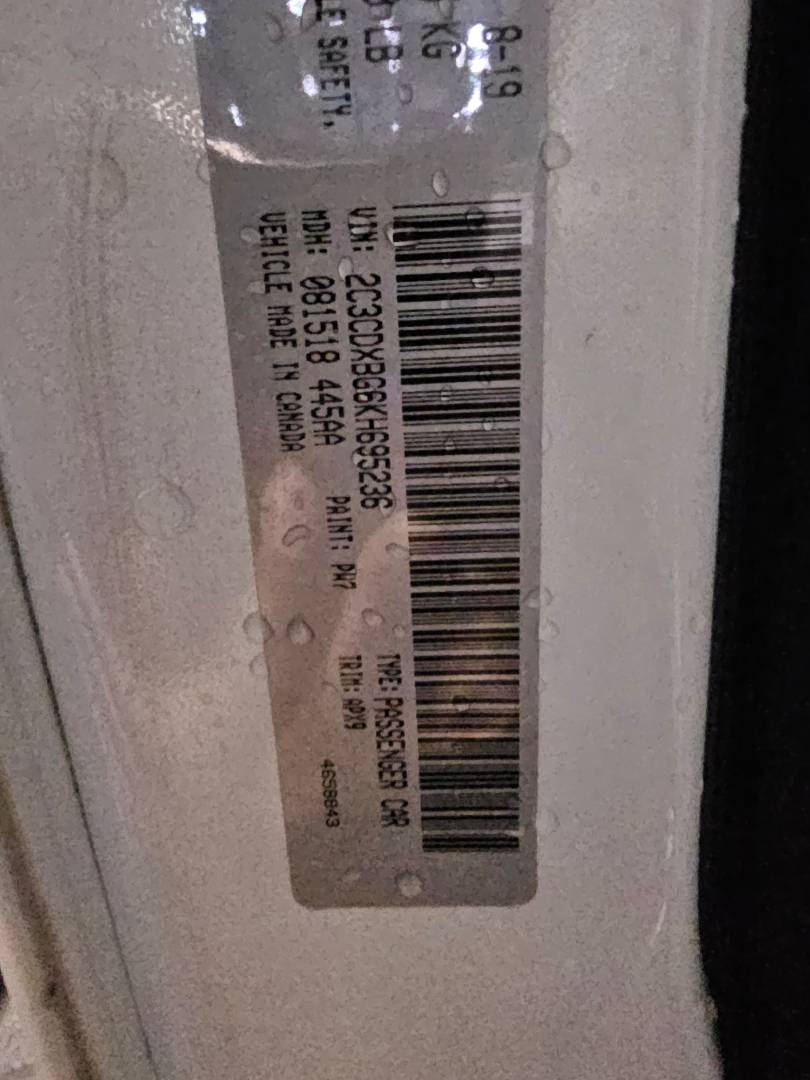 8-19
KG
LB
LE SAFETY,
VIN: 2C3CDXBG6KH695236
TYPE: PASSENGER CAR
MDH: 081518 445AA
PAINT: PW7
TRIM: APX9
VEHICLE MADE IN CANADA
4658843